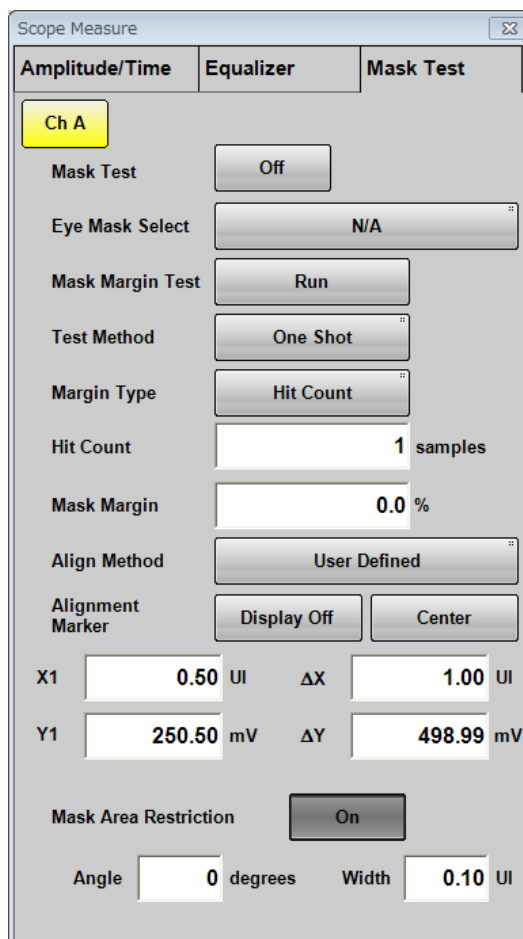 Scope Measure
Amplitude/Time Equalizer Mask Test
Ch A
Mask Test Off
Eye Mask Select N/A
Mask Margin Test Run
Test Method One Shot
Margin Type Hit Count
Hit Count 1 samples
Mask Margin 0.0 %
Align Method User Defined
Alignment
Marker Display Off Center
X1 0.50 UI ΔX 1.00 UI
Y1 250.50 mV ΔY 498.99 mV
Mask Area Restriction On
Angle 0 degrees Width 0.10 UI